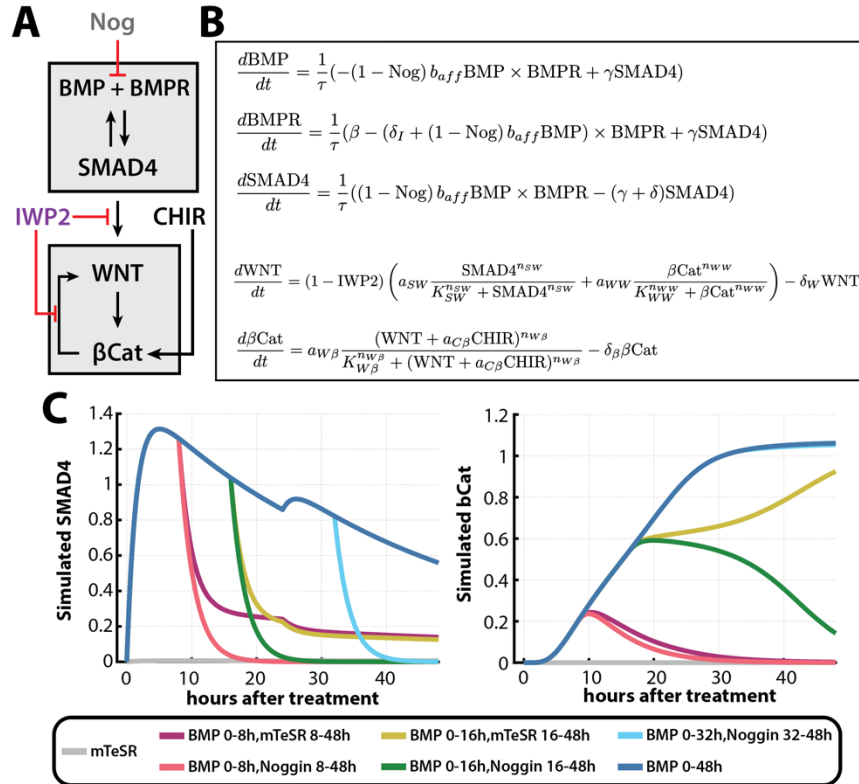 A
Nog
BMP + BMPR
SMAD4
IWP2
CHIR
WNT
βCat
B
dBMP/dt = 1/τ (-(1 - Nog) b_aff BMP × BMPR + γSMAD4)
dBMPR/dt = 1/τ (β - (δ_I + (1 - Nog) b_aff BMP) × BMPR + γSMAD4)
dSMAD4/dt = 1/τ ((1 - Nog) b_aff BMP × BMPR - (γ + δ)SMAD4)
dWNT/dt = (1 - IWP2) (a_SW SMAD4^n_SW / (K_SW^n_SW + SMAD4^n_SW) + a_WW βCat^n_WW / (K_WW^n_WW + βCat^n_WW)) - δ_W WNT
dβCat/dt = a_Wβ (WNT + a_Cβ CHIR)^n_Wβ / (K_Wβ^n_Wβ + (WNT + a_Cβ CHIR)^n_Wβ) - δ_β βCat
C
Simulated SMAD4
1.4
1.2
1
0.8
0.6
0.4
0.2
0
0 10 20 30 40
hours after treatment
Simulated bCat
1.2
1
0.8
0.6
0.4
0.2
0
0 10 20 30 40
hours after treatment
mTeSR
BMP 0-8h,mTeSR 8-48h
BMP 0-16h,mTeSR 16-48h
BMP 0-32h,Noggin 32-48h
BMP 0-8h,Noggin 8-48h
BMP 0-16h,Noggin 16-48h
BMP 0-48h